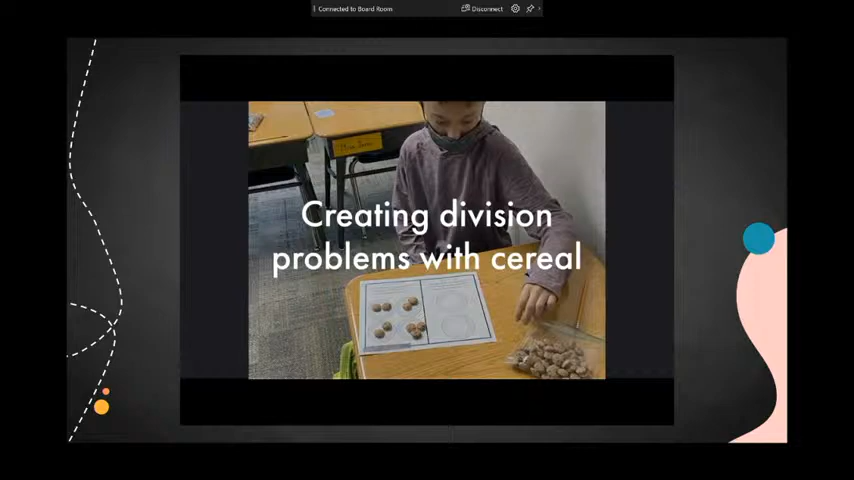 Connected to Board Room
Disconnect
Creating division
problems with cereal